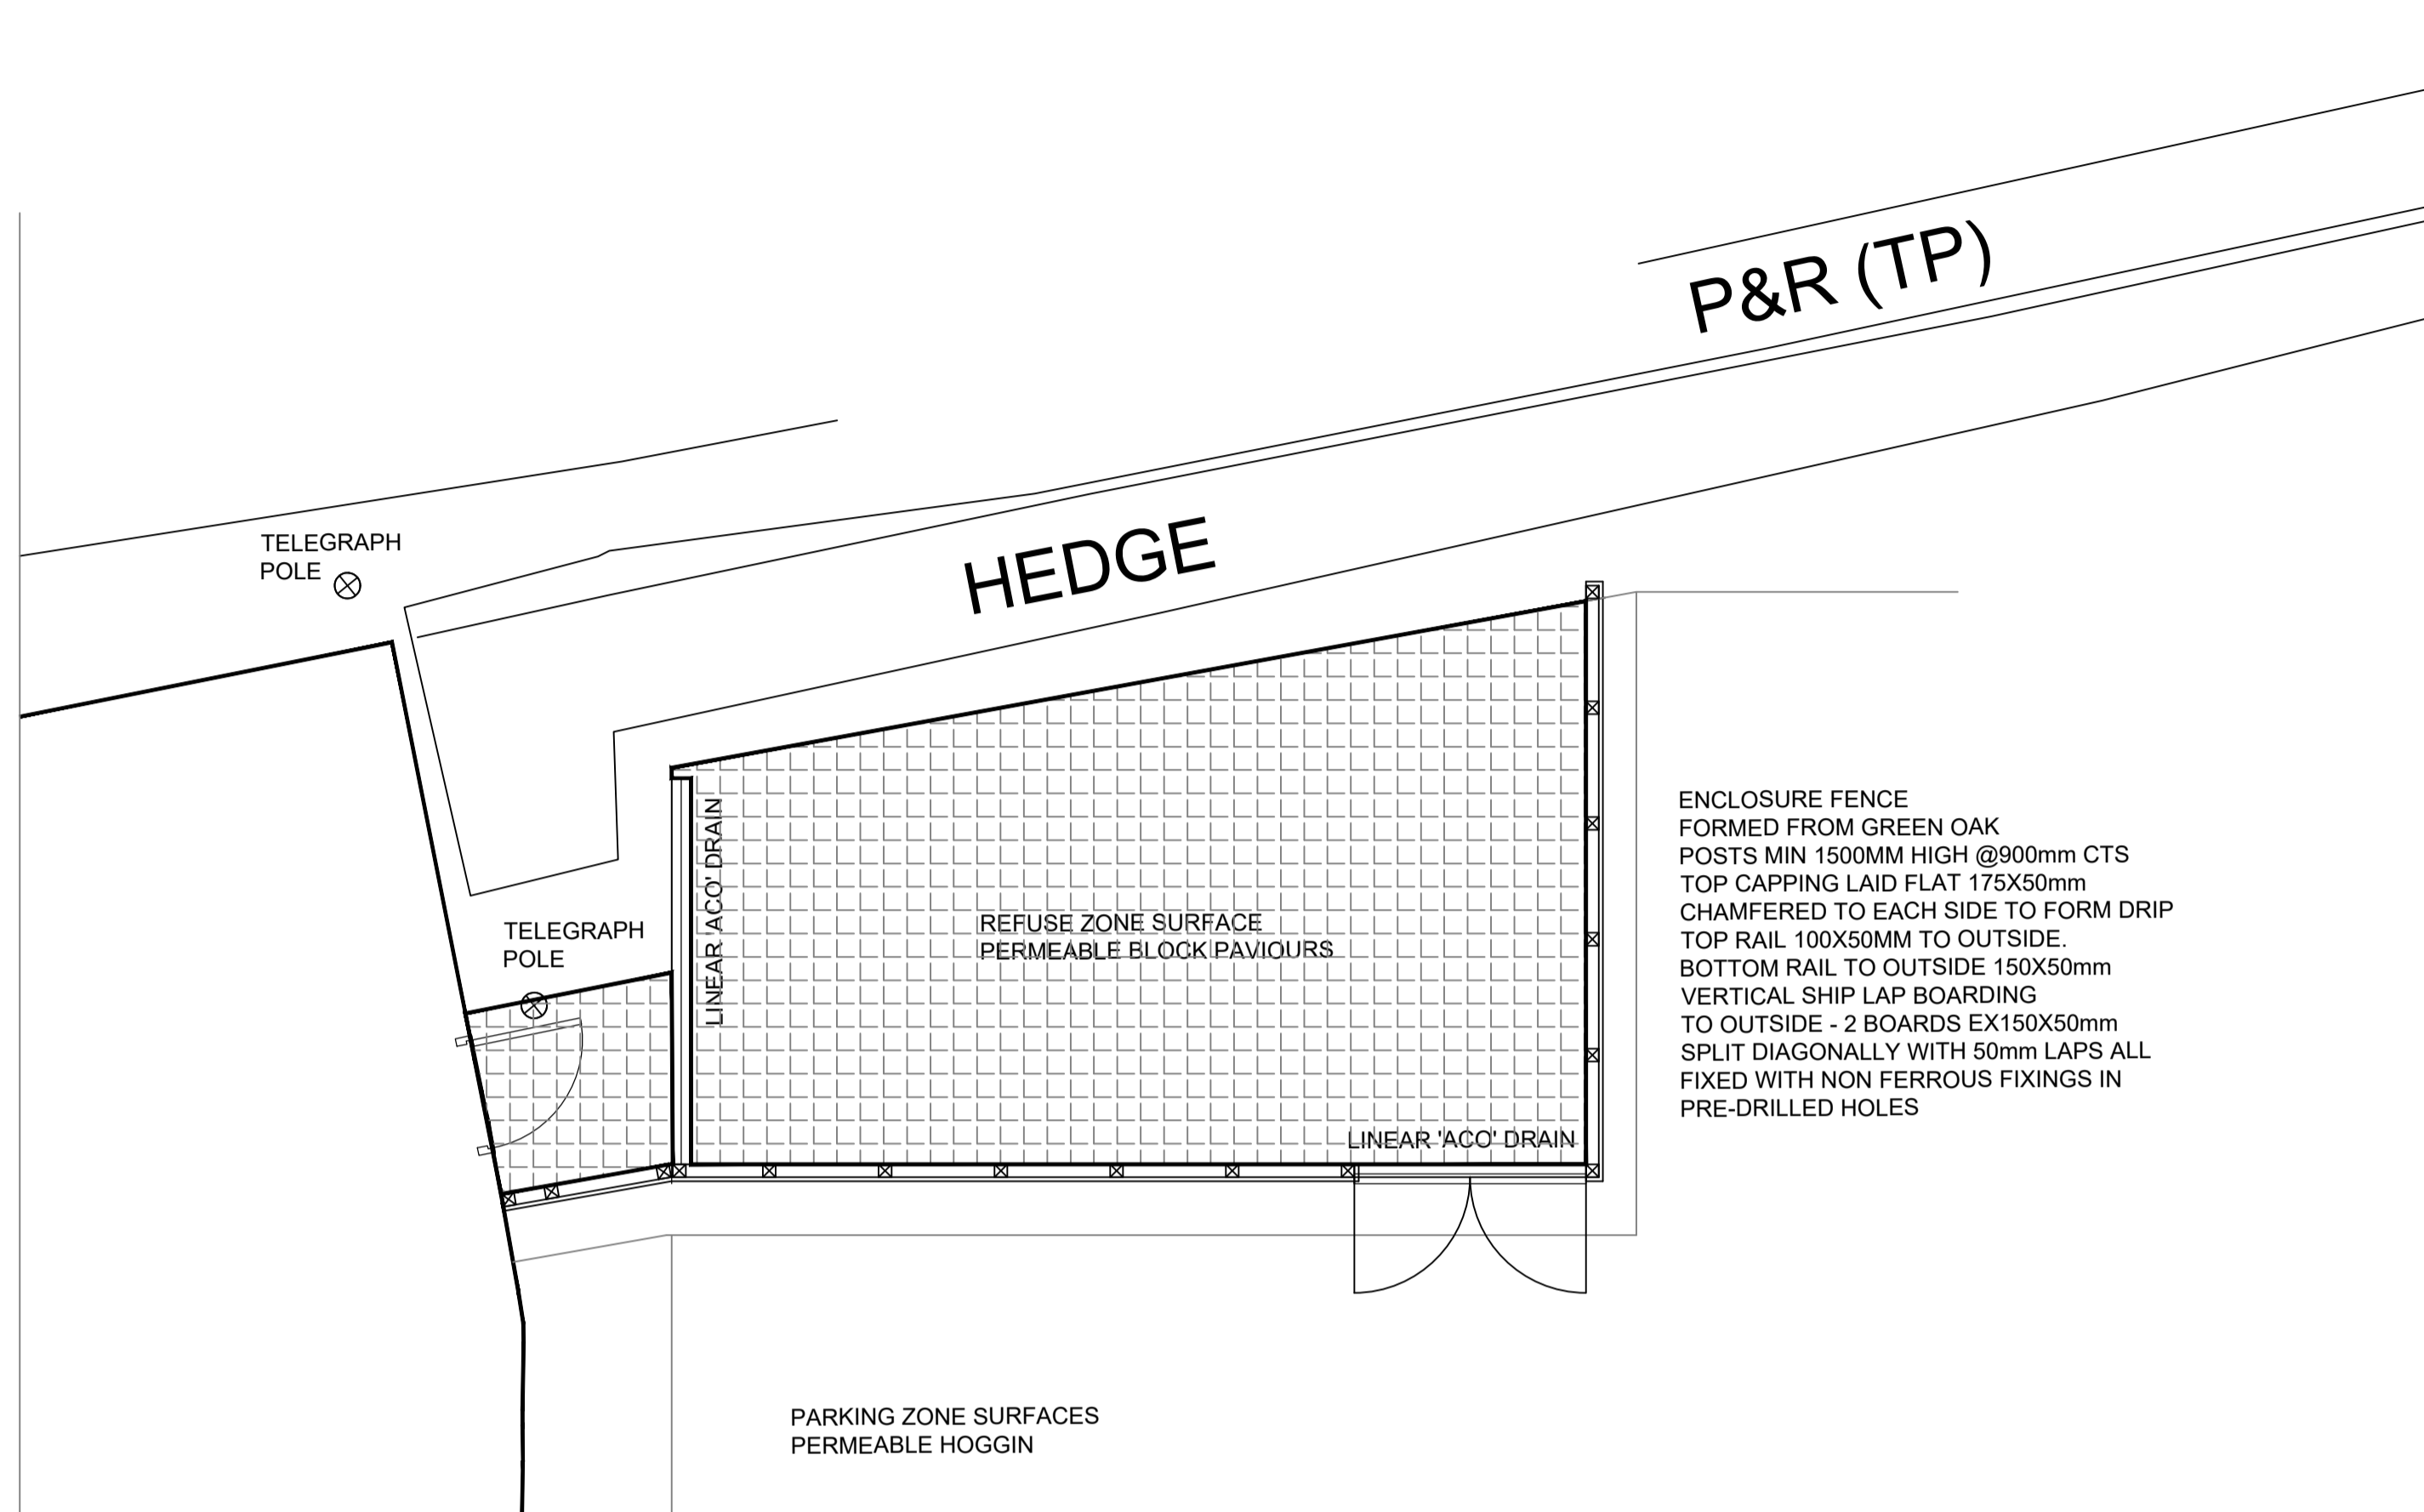 P&R (TP)
TELEGRAPH
POLE
HEDGE
ENCLOSURE FENCE
FORMED FROM GREEN OAK
POSTS MIN 1500MM HIGH @900mm CTS
TOP CAPPING LAID FLAT 175X50mm
CHAMFERED TO EACH SIDE TO FORM DRIP
TOP RAIL 100X50MM TO OUTSIDE.
BOTTOM RAIL TO OUTSIDE 150X50mm
VERTICAL SHIP LAP BOARDING
TO OUTSIDE - 2 BOARDS EX150X50mm
SPLIT DIAGONALLY WITH 50mm LAPS ALL
FIXED WITH NON FERROUS FIXINGS IN
PRE-DRILLED HOLES
LINEAR 'ACO' DRAIN
REFUSE ZONE SURFACE
PERMEABLE BLOCK PAVIOURS
TELEGRAPH
POLE
LINEAR 'ACO' DRAIN
PARKING ZONE SURFACES
PERMEABLE HOGGIN